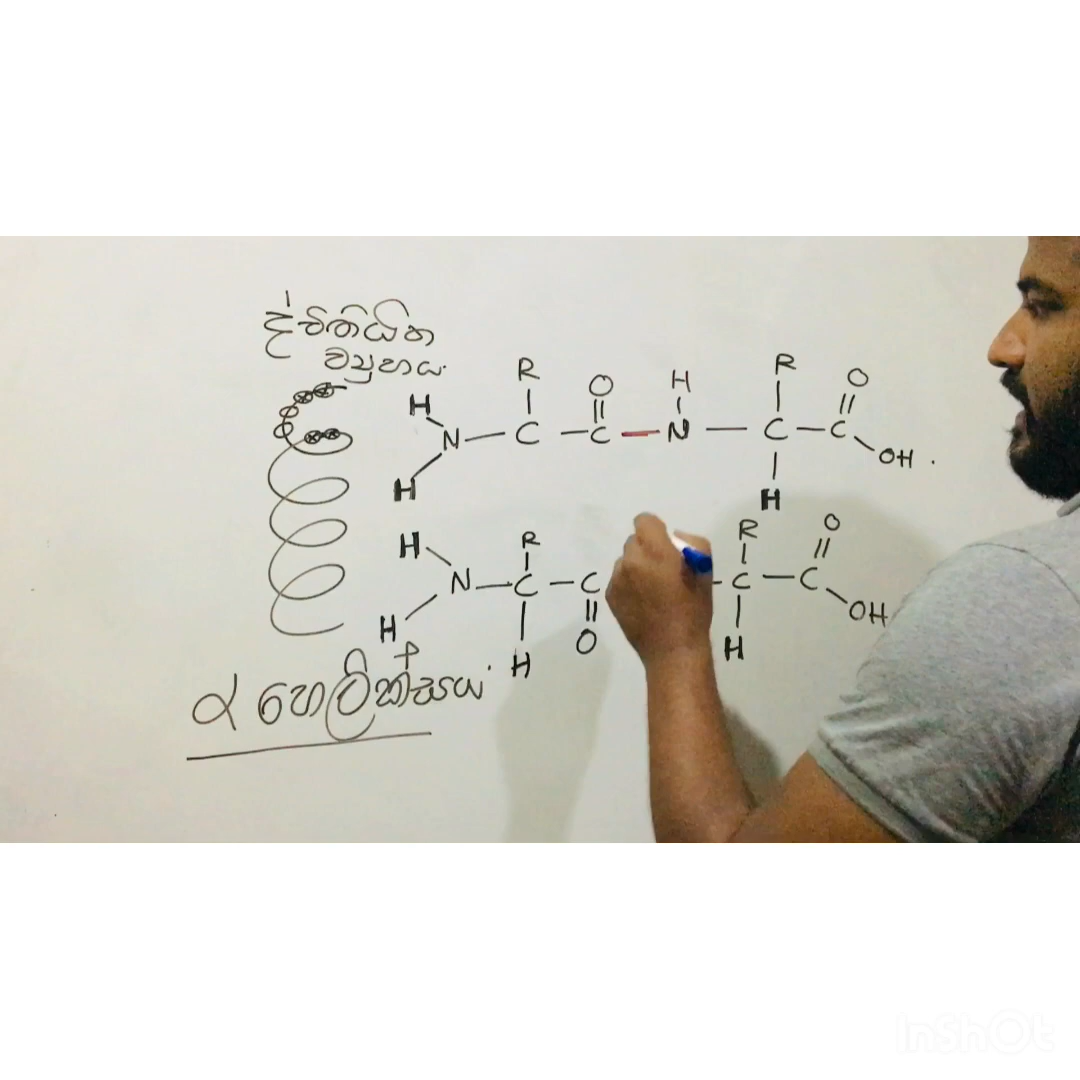 ද්විතියික
ව්‍යුහය.
R O H R O
H
N — C — C — N — C — C
OH .
H H
H R R O
N — C — C C — C
OH
H O
H H
α හෙලික්සය
InShOt